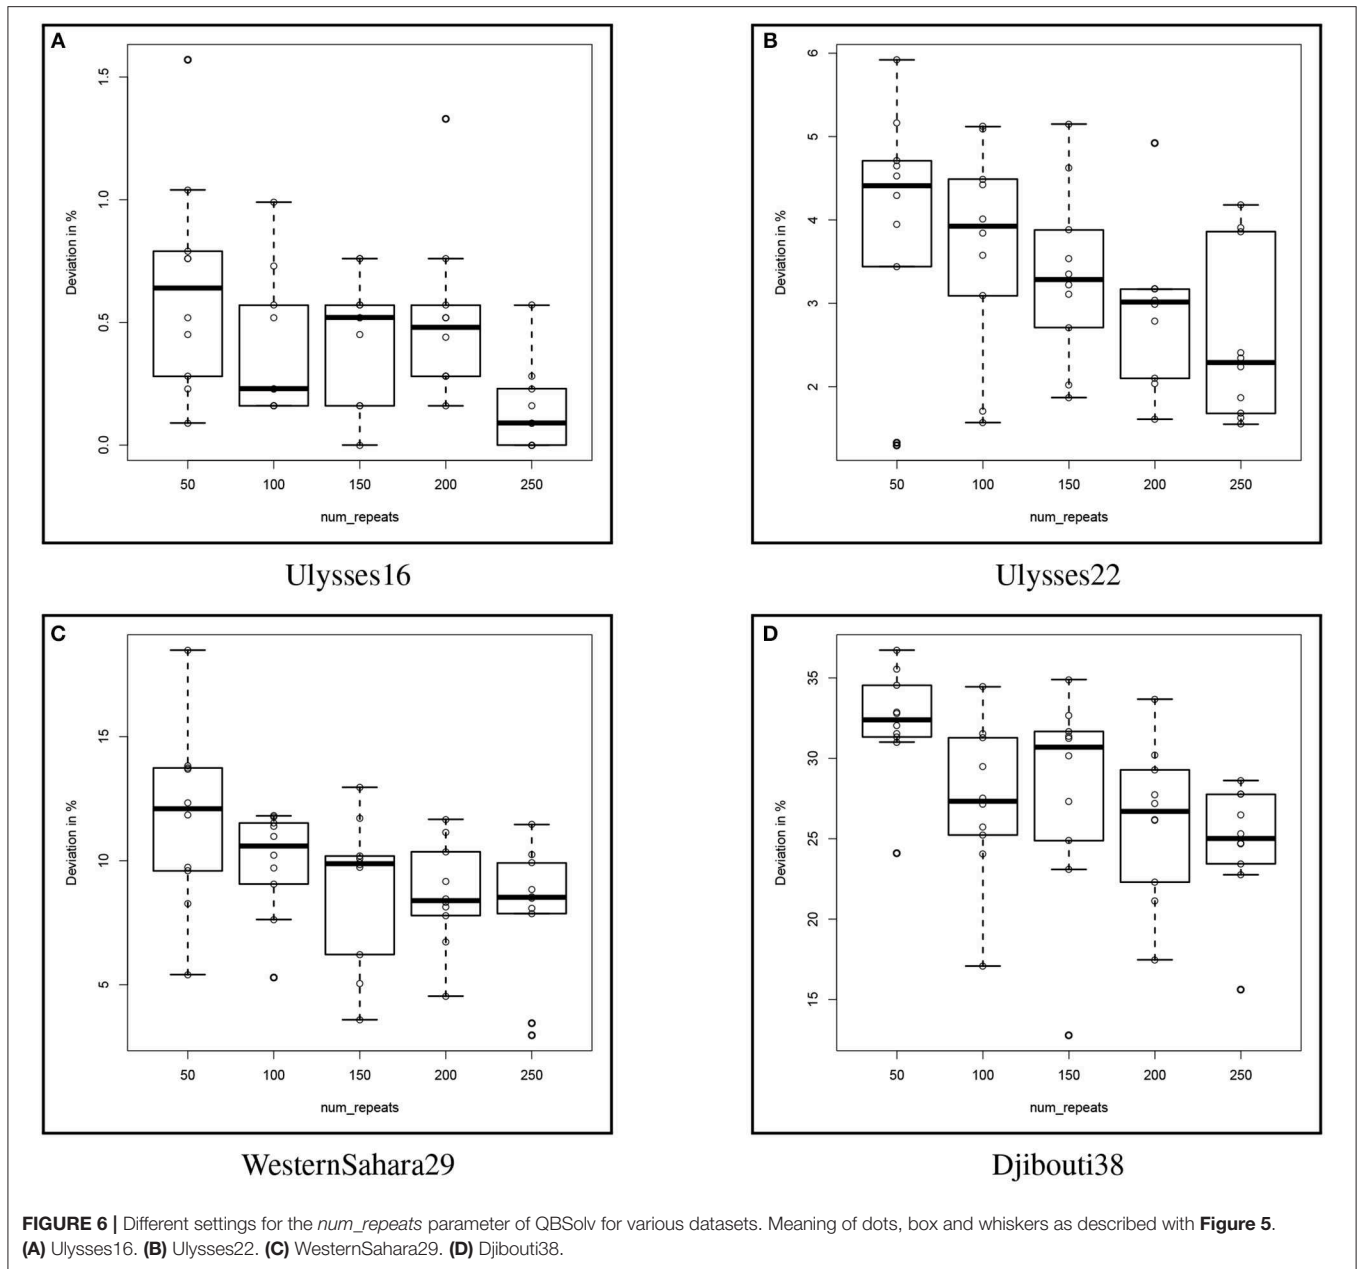 A
1.5
1.0
0.5
0.0
Deviation in %
50 100 150 200 250
num_repeats
Ulysses16
B
6
5
4
3
2
Deviation in %
50 100 150 200 250
num_repeats
Ulysses22
C
15
10
5
Deviation in %
50 100 150 200 250
num_repeats
WesternSahara29
D
35
30
25
20
15
Deviation in %
50 100 150 200 250
num_repeats
Djibouti38
FIGURE 6 | Different settings for the num_repeats parameter of QBSolv for various datasets. Meaning of dots, box and whiskers as described with Figure 5.
(A) Ulysses16. (B) Ulysses22. (C) WesternSahara29. (D) Djibouti38.